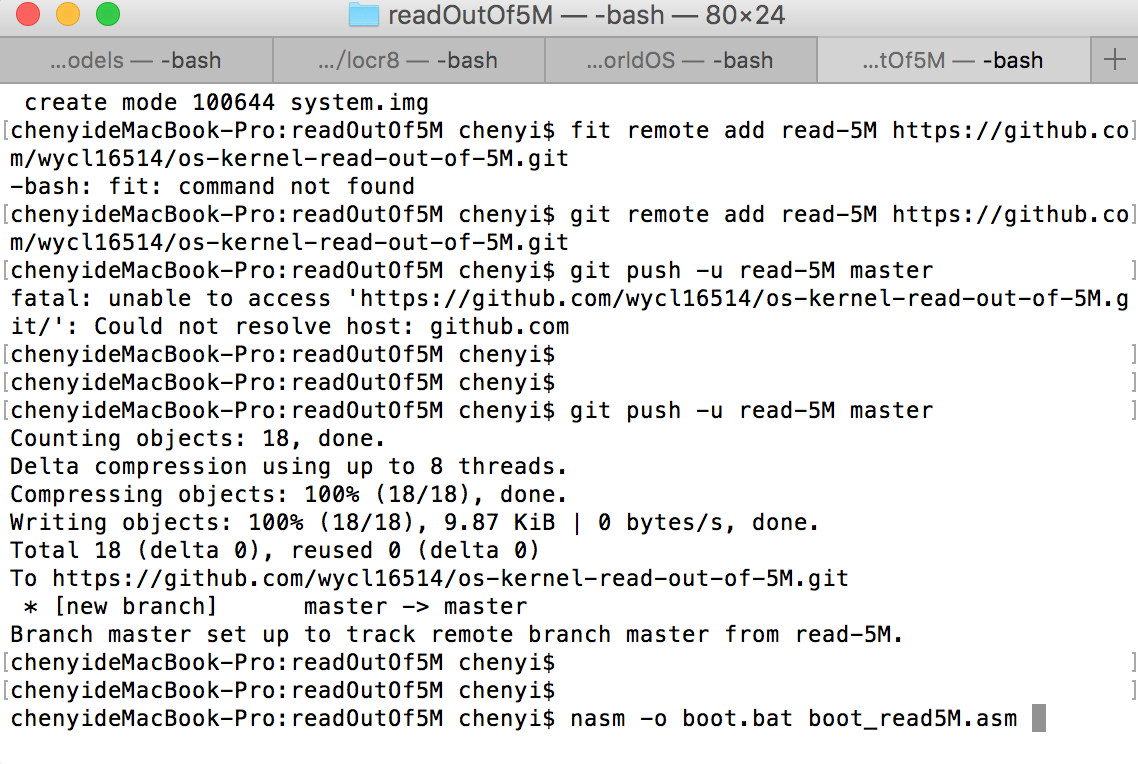 readOutOf5M — -bash — 80×24
...odels — -bash
.../locr8 — -bash
...orldOS — -bash
...tOf5M — -bash
+
 create mode 100644 system.img
[chenyideMacBook-Pro:readOutOf5M chenyi$ fit remote add read-5M https://github.co]
m/wycl16514/os-kernel-read-out-of-5M.git
-bash: fit: command not found
[chenyideMacBook-Pro:readOutOf5M chenyi$ git remote add read-5M https://github.co]
m/wycl16514/os-kernel-read-out-of-5M.git
[chenyideMacBook-Pro:readOutOf5M chenyi$ git push -u read-5M master ]
fatal: unable to access 'https://github.com/wycl16514/os-kernel-read-out-of-5M.g
it/': Could not resolve host: github.com
[chenyideMacBook-Pro:readOutOf5M chenyi$ ]
[chenyideMacBook-Pro:readOutOf5M chenyi$ ]
[chenyideMacBook-Pro:readOutOf5M chenyi$ git push -u read-5M master ]
Counting objects: 18, done.
Delta compression using up to 8 threads.
Compressing objects: 100% (18/18), done.
Writing objects: 100% (18/18), 9.87 KiB | 0 bytes/s, done.
Total 18 (delta 0), reused 0 (delta 0)
To https://github.com/wycl16514/os-kernel-read-out-of-5M.git
 * [new branch]      master -> master
Branch master set up to track remote branch master from read-5M.
[chenyideMacBook-Pro:readOutOf5M chenyi$ ]
[chenyideMacBook-Pro:readOutOf5M chenyi$ ]
chenyideMacBook-Pro:readOutOf5M chenyi$ nasm -o boot.bat boot_read5M.asm